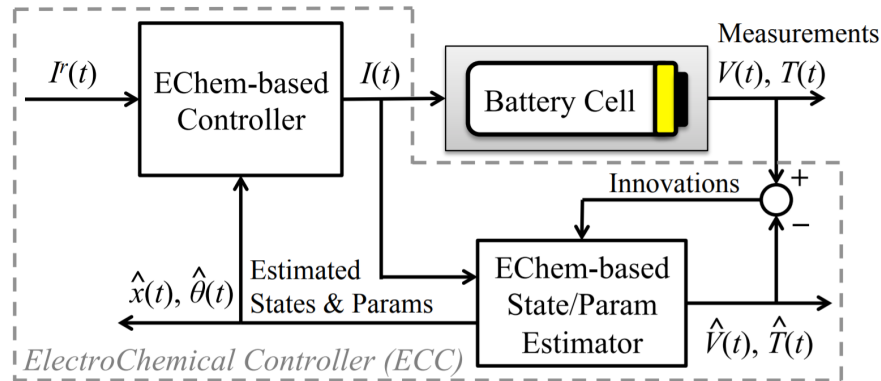 Measurements
I^r(t)
EChem-based
Controller
I(t)
Battery Cell
V(t), T(t)
+
Innovations
−
x̂(t), θ̂(t)
Estimated
States & Params
EChem-based
State/Param
Estimator
V̂(t), T̂(t)
ElectroChemical Controller (ECC)